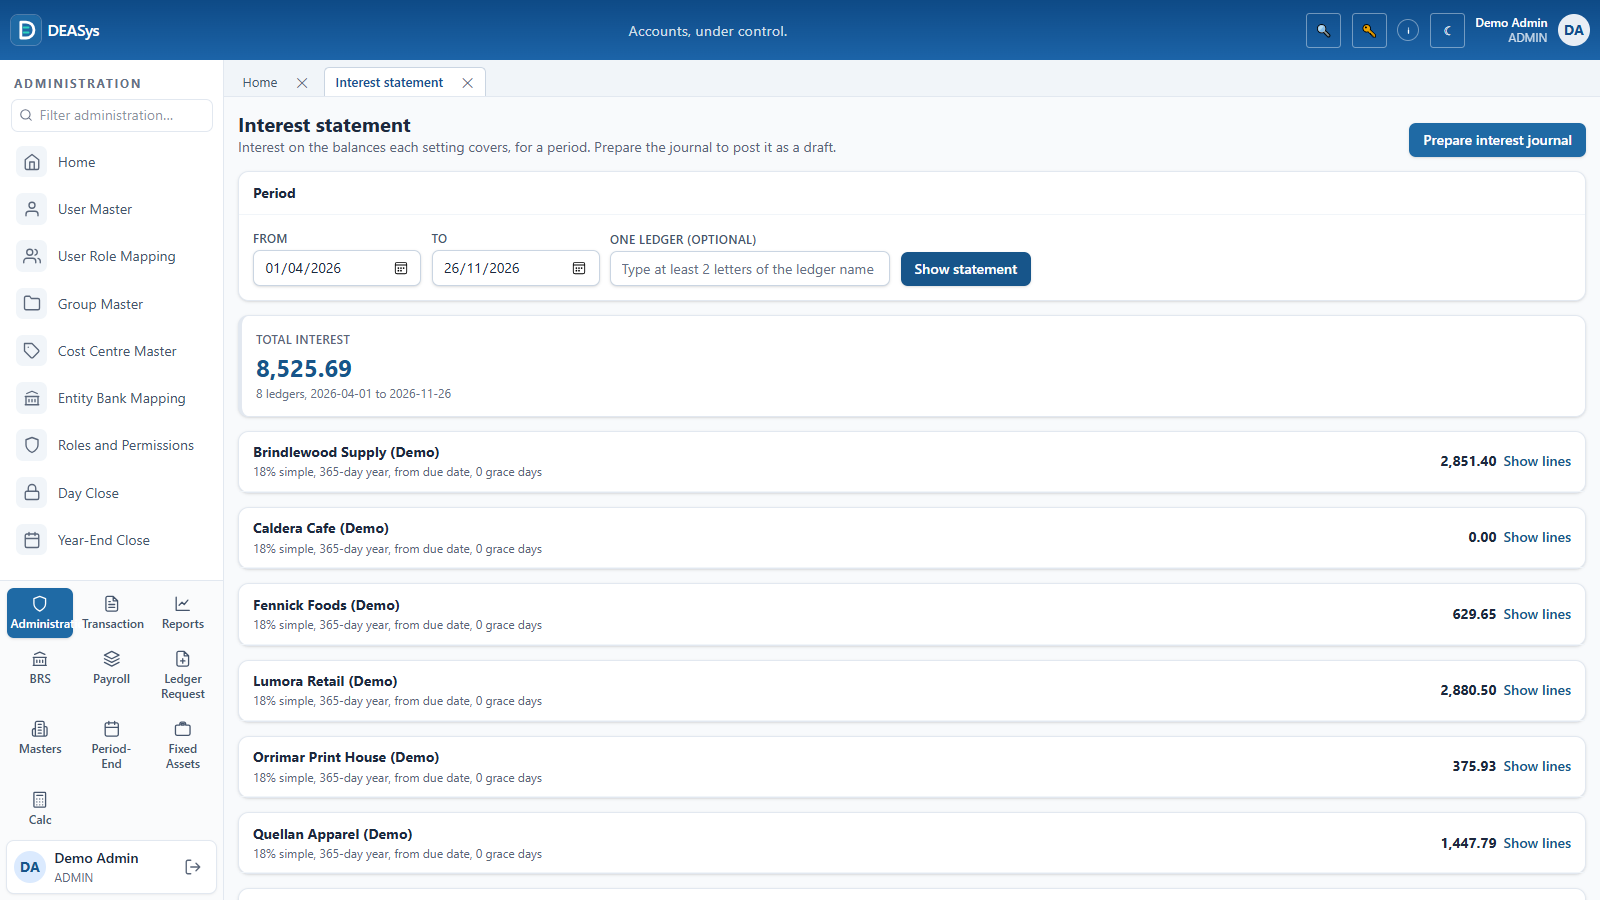 DEASys
Accounts, under control.
Demo Admin
ADMIN
DA
ADMINISTRATION
Filter administration...
Home
User Master
User Role Mapping
Group Master
Cost Centre Master
Entity Bank Mapping
Roles and Permissions
Day Close
Year-End Close
Administrat
Transaction
Reports
BRS
Payroll
Ledger
Request
Masters
Period-
End
Fixed
Assets
Calc
DA
Demo Admin
ADMIN
Home
Interest statement
Interest statement
Interest on the balances each setting covers, for a period. Prepare the journal to post it as a draft.
Prepare interest journal
Period
FROM
TO
ONE LEDGER (OPTIONAL)
01/04/2026
26/11/2026
Type at least 2 letters of the ledger name
Show statement
TOTAL INTEREST
8,525.69
8 ledgers, 2026-04-01 to 2026-11-26
Brindlewood Supply (Demo)
18% simple, 365-day year, from due date, 0 grace days
2,851.40 Show lines
Caldera Cafe (Demo)
18% simple, 365-day year, from due date, 0 grace days
0.00 Show lines
Fennick Foods (Demo)
18% simple, 365-day year, from due date, 0 grace days
629.65 Show lines
Lumora Retail (Demo)
18% simple, 365-day year, from due date, 0 grace days
2,880.50 Show lines
Orrimar Print House (Demo)
18% simple, 365-day year, from due date, 0 grace days
375.93 Show lines
Quellan Apparel (Demo)
18% simple, 365-day year, from due date, 0 grace days
1,447.79 Show lines